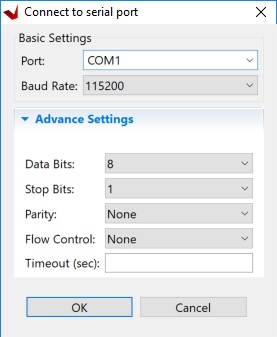 Connect to serial port
Basic Settings
Port: COM1
Baud Rate: 115200
Advance Settings
Data Bits: 8
Stop Bits: 1
Parity: None
Flow Control: None
Timeout (sec):
OK Cancel